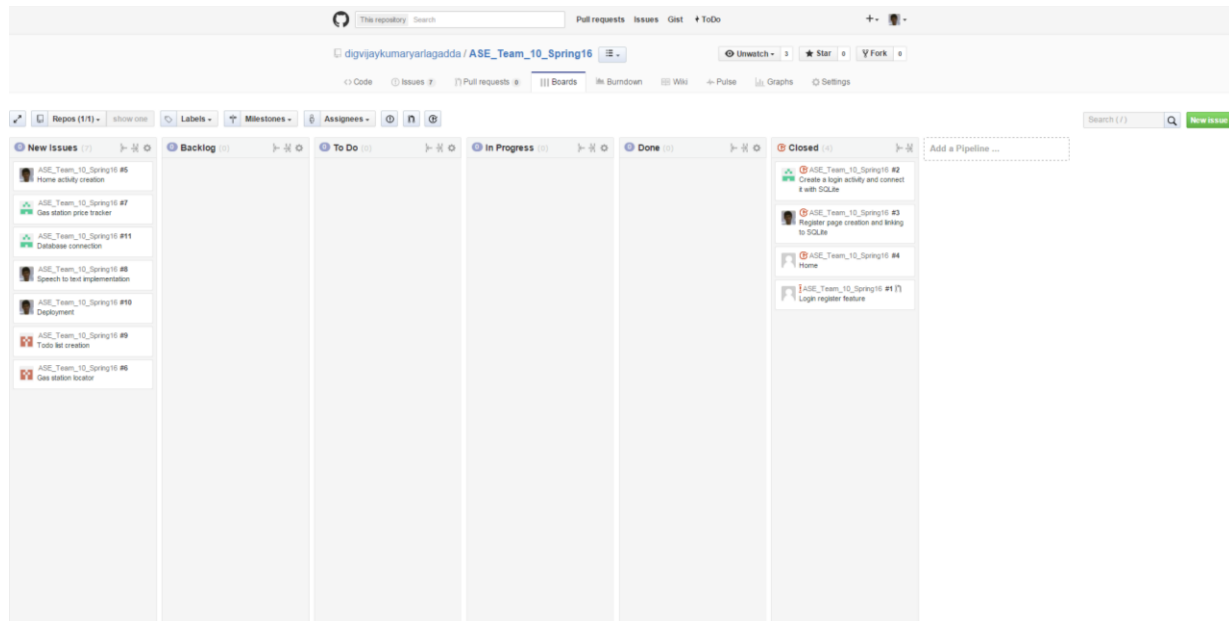 This repository Search Pull requests Issues Gist ToDo
digvijaykumaryarlagadda / ASE_Team_10_Spring16 Unwatch 3 Star 0 Fork 0
Code Issues 7 Pull requests 0 Boards Burndown Wiki Pulse Graphs Settings
Repos (1/1) show one Labels Milestones Assignees Search ( / ) New issue
New Issues (7)
ASE_Team_10_Spring16 #5
Home activity creation
ASE_Team_10_Spring16 #7
Gas station price tracker
ASE_Team_10_Spring16 #11
Database connection
ASE_Team_10_Spring16 #8
Speech to text implementation
ASE_Team_10_Spring16 #10
Deployment
ASE_Team_10_Spring16 #9
Todo list creation
ASE_Team_10_Spring16 #6
Gas station locator
Backlog (0)
To Do (0)
In Progress (0)
Done (0)
Closed (4)
ASE_Team_10_Spring16 #2
Create a login activity and connect
it with SQLite
ASE_Team_10_Spring16 #3
Register page creation and linking
to SQLite
ASE_Team_10_Spring16 #4
Home
ASE_Team_10_Spring16 #1
Login register feature
Add a Pipeline ...